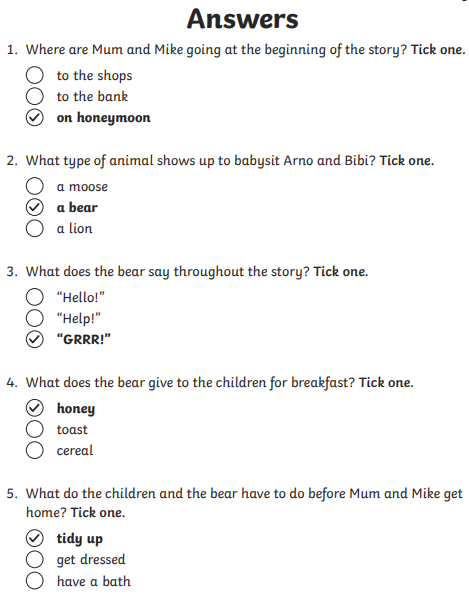 Answers
1. Where are Mum and Mike going at the beginning of the story? Tick one.
to the shops
to the bank
on honeymoon
2. What type of animal shows up to babysit Arno and Bibi? Tick one.
a moose
a bear
a lion
3. What does the bear say throughout the story? Tick one.
“Hello!”
“Help!”
“GRRR!”
4. What does the bear give to the children for breakfast? Tick one.
honey
toast
cereal
5. What do the children and the bear have to do before Mum and Mike get
home? Tick one.
tidy up
get dressed
have a bath